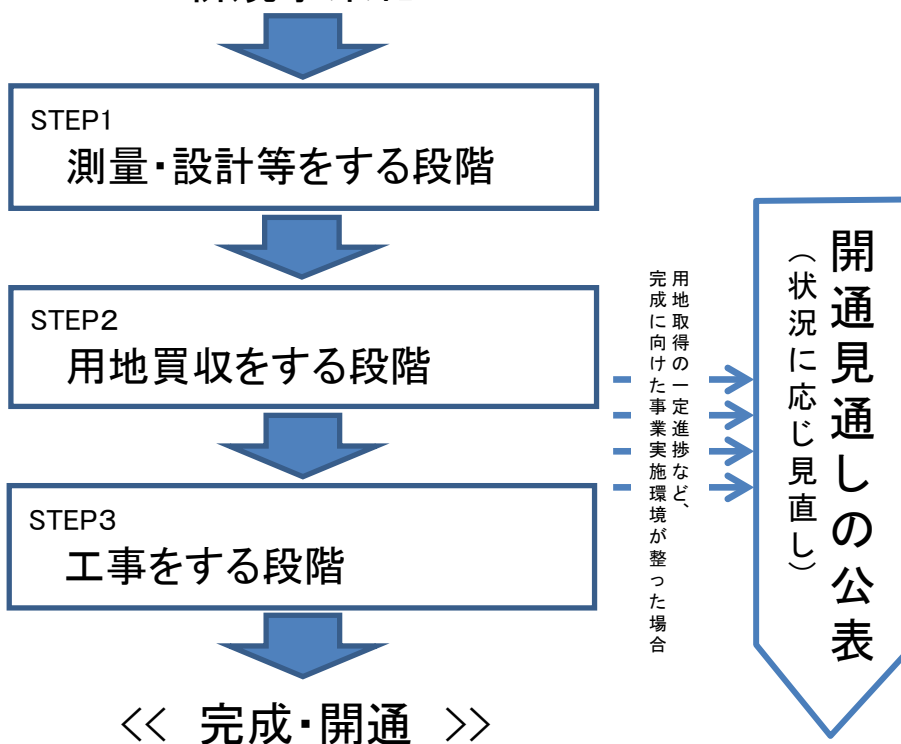 STEP1
測量・設計等をする段階
STEP2
用地買収をする段階
STEP3
工事をする段階
<< 完成・開通 >>
用地取得の一定進捗など、
完成に向けた事業実施環境が整った場合
開通見通しの公表
（状況に応じ見直し）